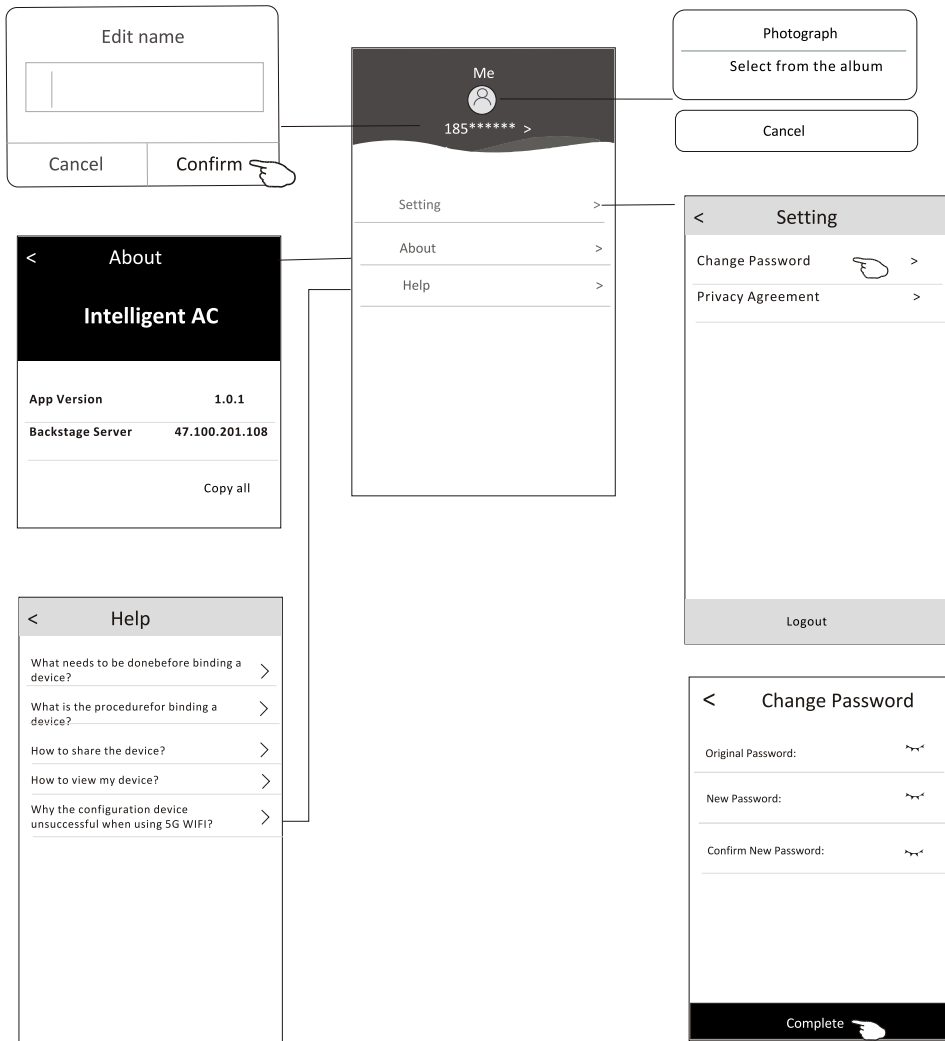 Edit name
Cancel
Confirm
Me
185****** >
Setting >
About >
Help >
Photograph
Select from the album
Cancel
< About
Intelligent AC
App Version 1.0.1
Backstage Server 47.100.201.108
Copy all
< Setting
Change Password >
Privacy Agreement >
Logout
< Help
What needs to be donebefore binding a
device?
What is the procedurefor binding a
device?
How to share the device?
How to view my device?
Why the configuration device
unsuccessful when using 5G WIFI?
< Change Password
Original Password:
New Password:
Confirm New Password:
Complete